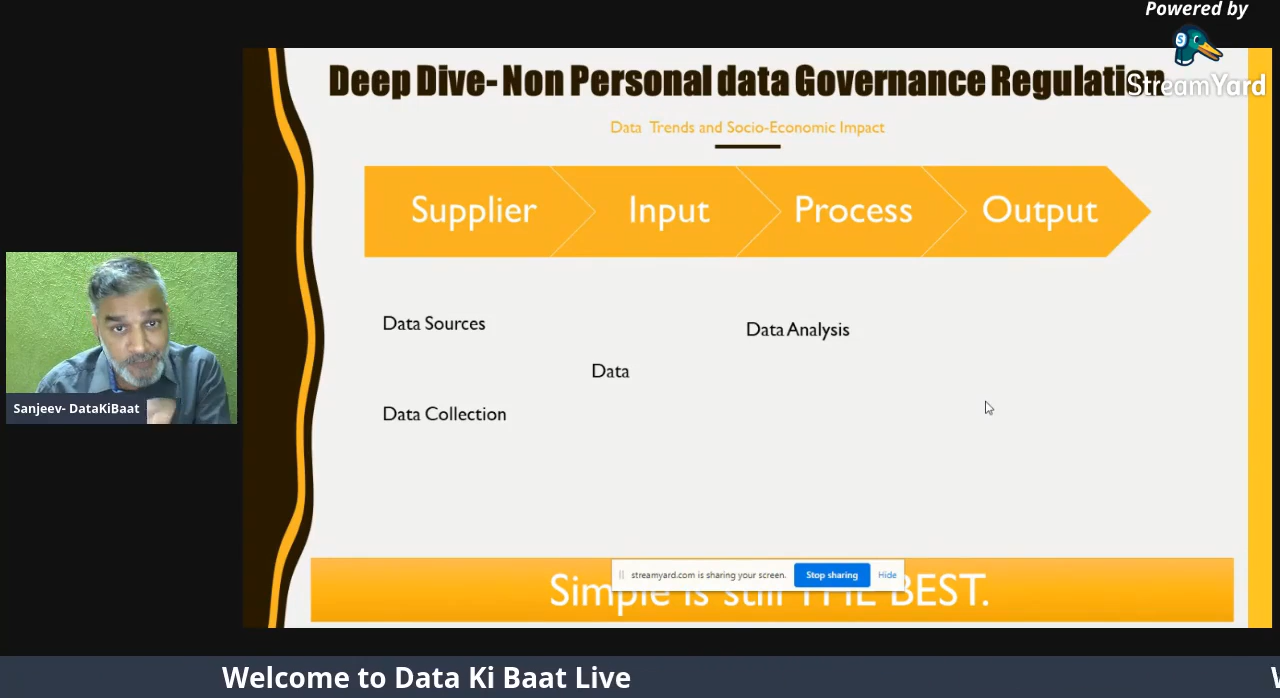 Powered by
StreamYard
Deep Dive- Non Personal data Governance Regulation
Data Trends and Socio-Economic Impact
Supplier
Input
Process
Output
Data Sources
Data Analysis
Data
Data Collection
Sanjeev- DataKiBaat
streamyard.com is sharing your screen.
Stop sharing
Hide
Simple is still THE BEST.
Welcome to Data Ki Baat Live